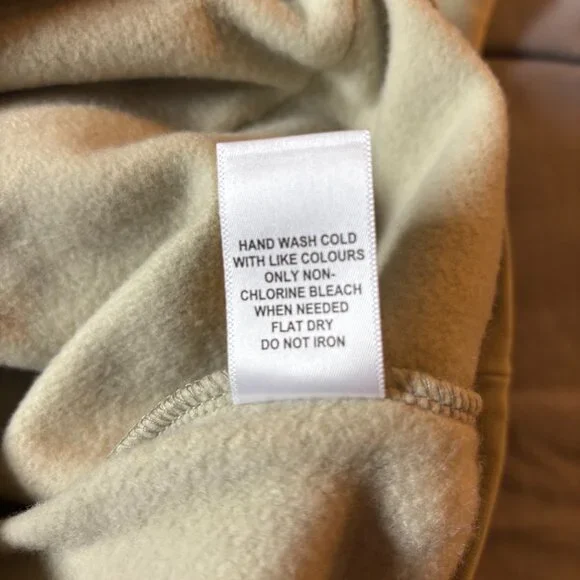 HAND WASH COLD
WITH LIKE COLOURS
ONLY NON-
CHLORINE BLEACH
WHEN NEEDED
FLAT DRY
DO NOT IRON